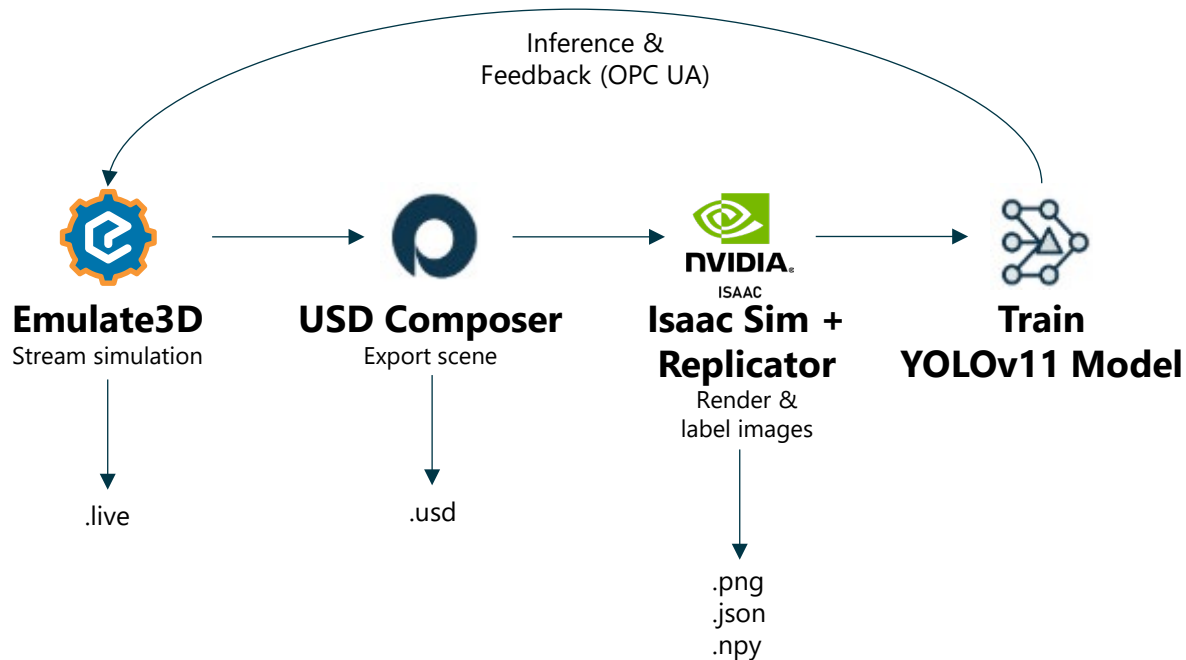 Inference &
Feedback (OPC UA)
NVIDIA.
ISAAC
Emulate3D
Stream simulation
USD Composer
Export scene
Isaac Sim +
Replicator
Render &
label images
Train
YOLOv11 Model
.live
.usd
.png
.json
.npy